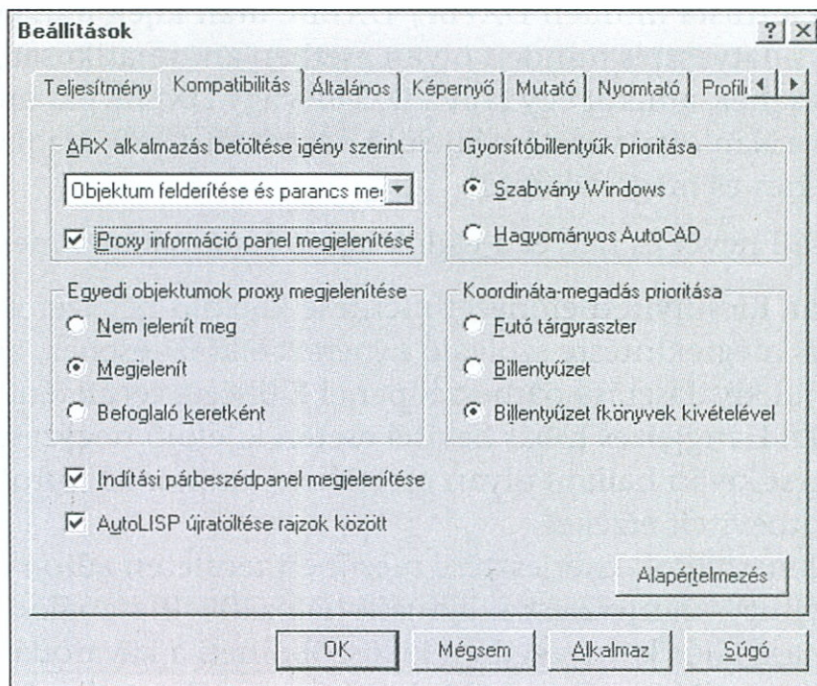 Beállítások
Teljesítmény Kompatibilitás Általános Képernyő Mutató Nyomtató Profil
ARX alkalmazás betöltése igény szerint
Objektum felderítése és parancs meg
Proxy információ panel megjelenítése
Gyorsítóbillentyűk prioritása
Szabvány Windows
Hagyományos AutoCAD
Egyedi objektumok proxy megjelenítése
Nem jelenít meg
Megjelenít
Befoglaló keretként
Koordináta-megadás prioritása
Futó tárgyraszter
Billentyűzet
Billentyűzet fkönyvek kivételével
Indítási párbeszédpanel megjelenítése
AutoLISP újratöltése rajzok között
Alapértelmezés
OK Mégsem Alkalmaz Súgó